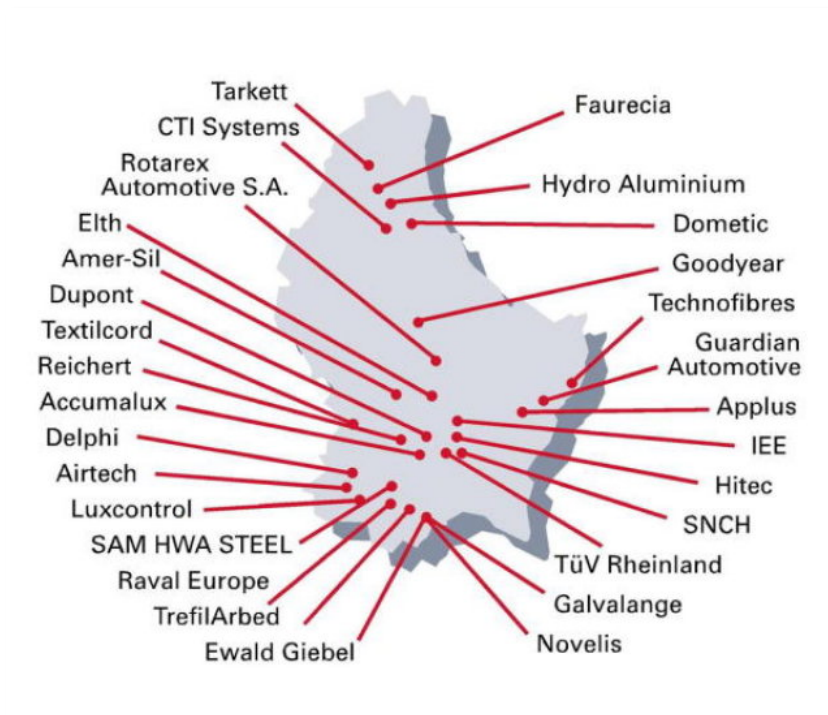 Tarkett
CTI Systems
Rotarex
Automotive S.A.
Elth
Amer-Sil
Dupont
Textilcord
Reichert
Accumalux
Delphi
Airtech
Luxcontrol
SAM HWA STEEL
Raval Europe
TrefilArbed
Ewald Giebel
Faurecia
Hydro Aluminium
Dometic
Goodyear
Technofibres
Guardian
Automotive
Applus
IEE
Hitec
SNCH
TüV Rheinland
Galvalange
Novelis